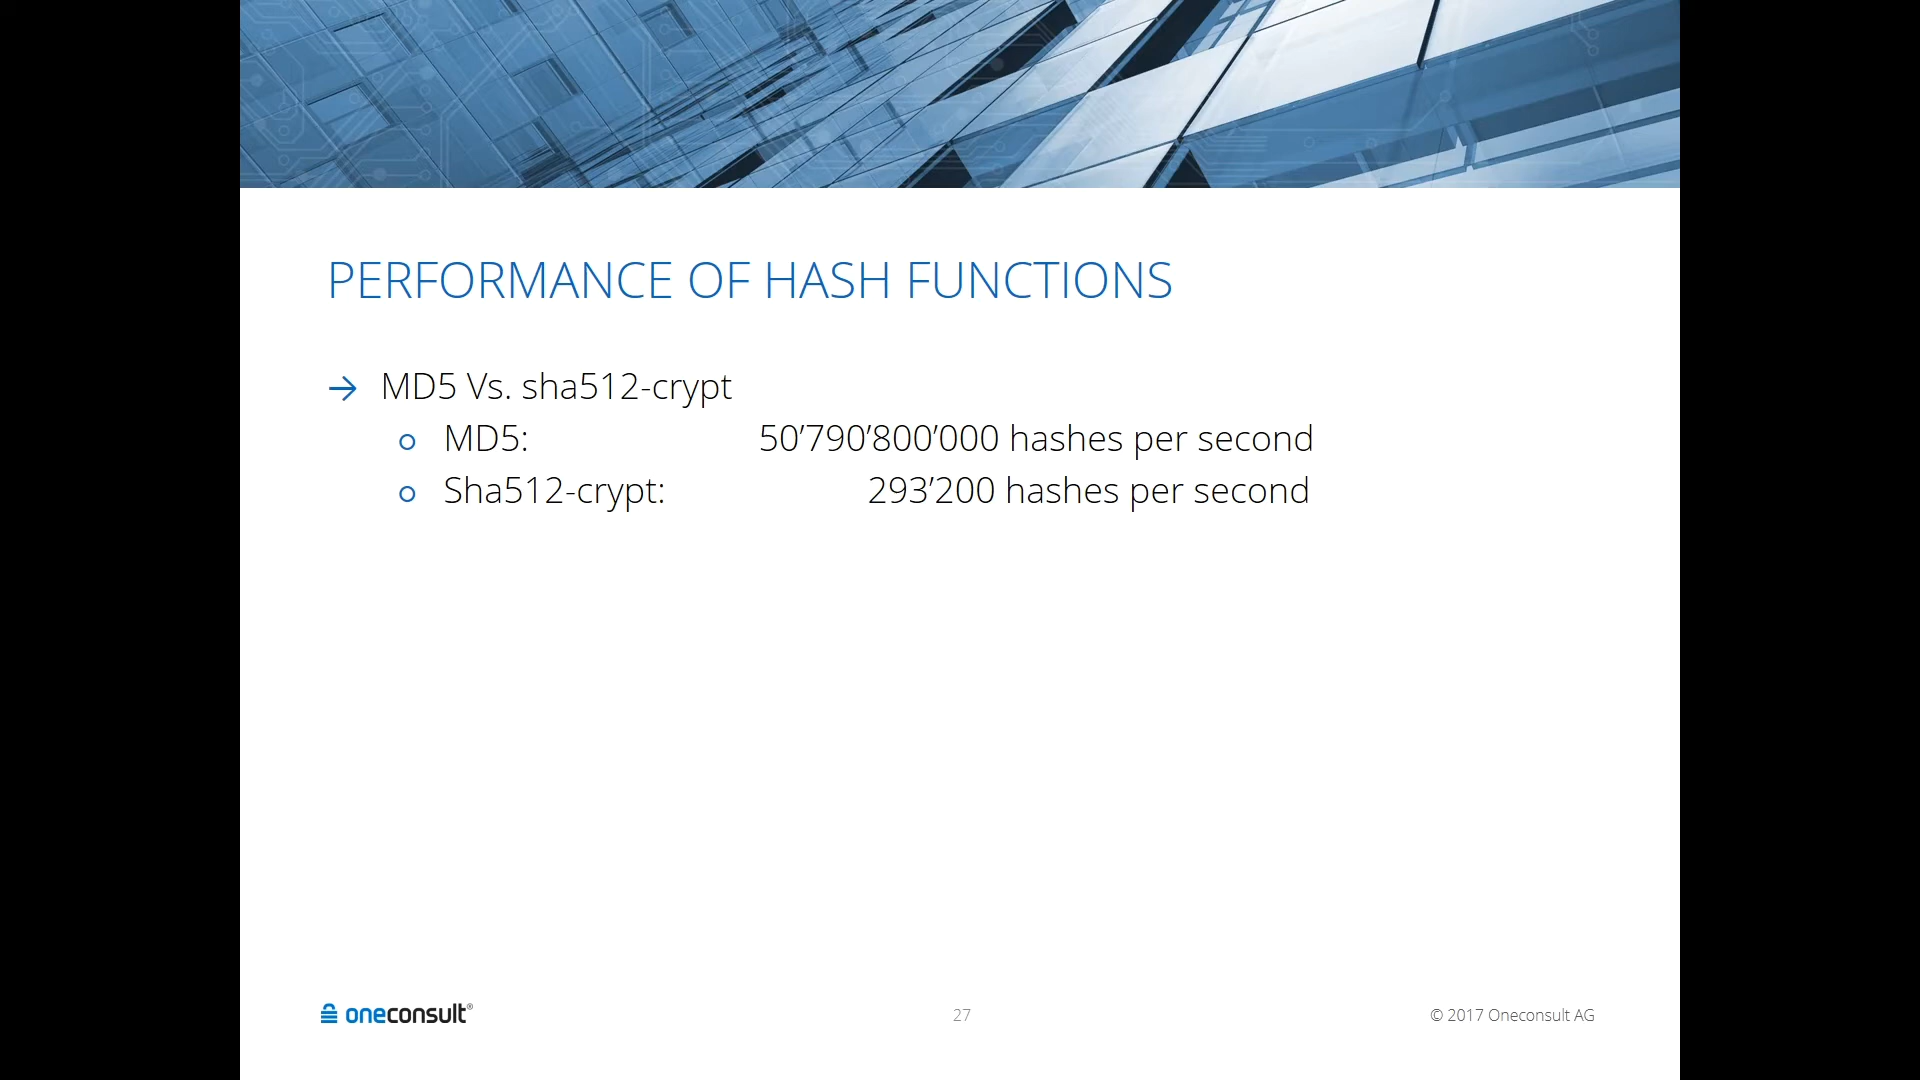 PERFORMANCE OF HASH FUNCTIONS
→ MD5 Vs. sha512-crypt
MD5: 50’790’800’000 hashes per second
Sha512-crypt: 293’200 hashes per second
oneconsult®
27
© 2017 Oneconsult AG